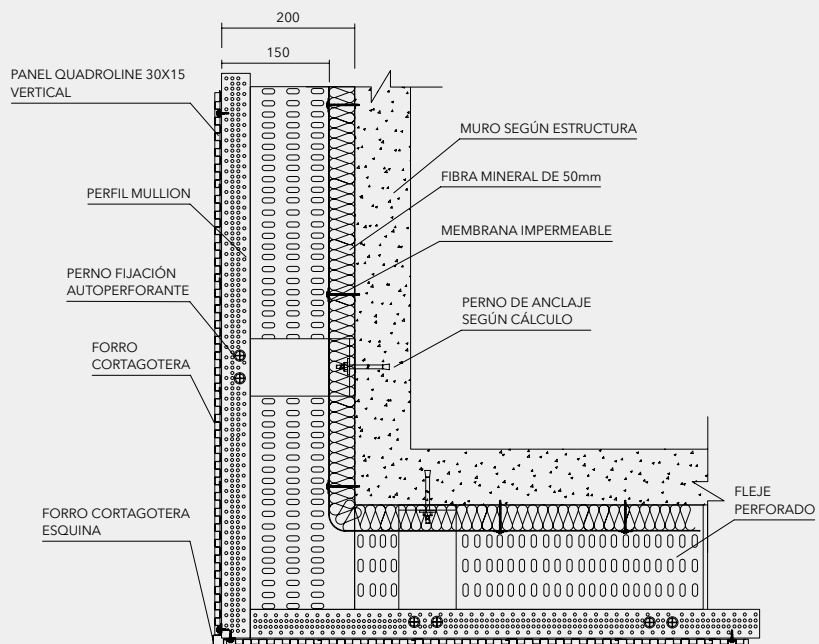 200
150
PANEL QUADROLINE 30X15
VERTICAL
PERFIL MULLION
PERNO FIJACIÓN
AUTOPERFORANTE
FORRO
CORTAGOTERA
FORRO CORTAGOTERA
ESQUINA
MURO SEGÚN ESTRUCTURA
FIBRA MINERAL DE 50mm
MEMBRANA IMPERMEABLE
PERNO DE ANCLAJE
SEGÚN CÁLCULO
FLEJE
PERFORADO